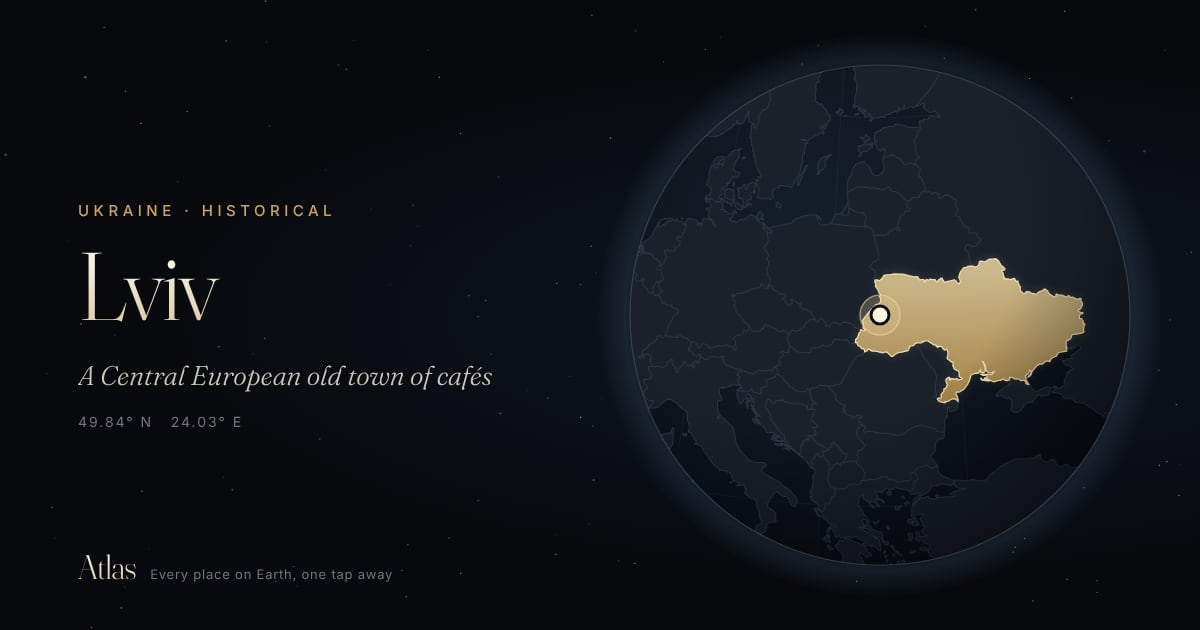 UKRAINE · HISTORICAL
Lviv
A Central European old town of cafés
49.84° N 24.03° E
Atlas Every place on Earth, one tap away